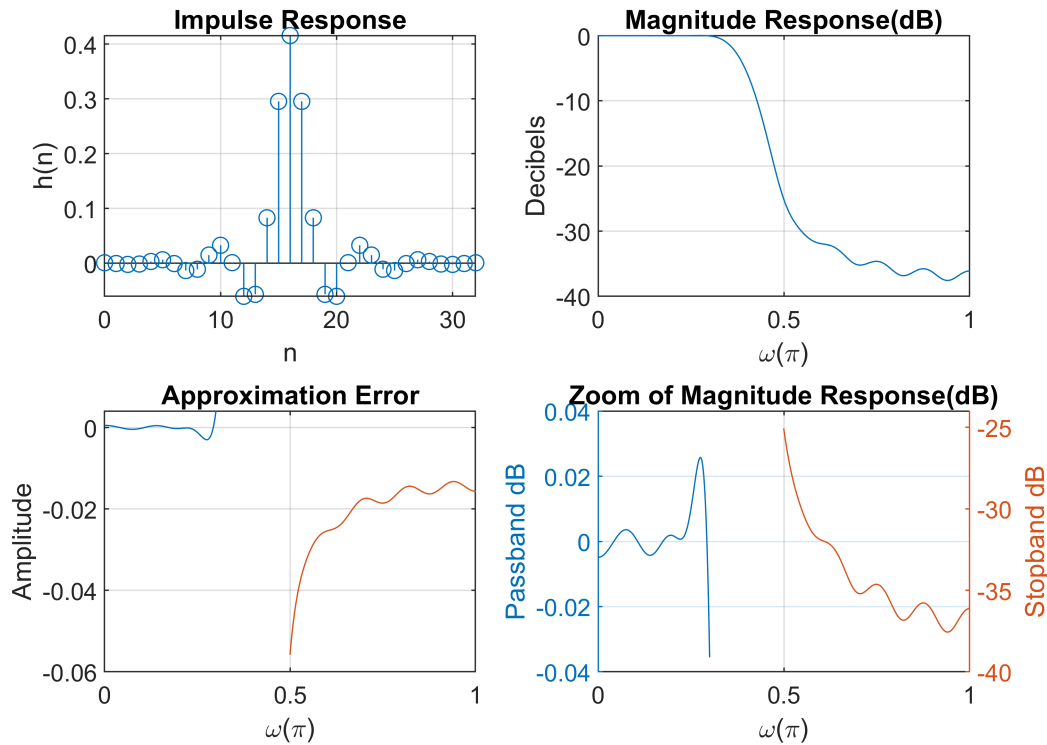 Impulse Response
0.4
0.3
0.2
0.1
0
h(n)
0 10 20 30
n
Magnitude Response(dB)
0
-10
-20
-30
-40
Decibels
0 0.5 1
ω(π)
Approximation Error
0
-0.02
-0.04
-0.06
Amplitude
0 0.5 1
ω(π)
Zoom of Magnitude Response(dB)
0.04
0.02
0
-0.02
-0.04
Passband dB
-25
-30
-35
-40
Stopband dB
0 0.5 1
ω(π)